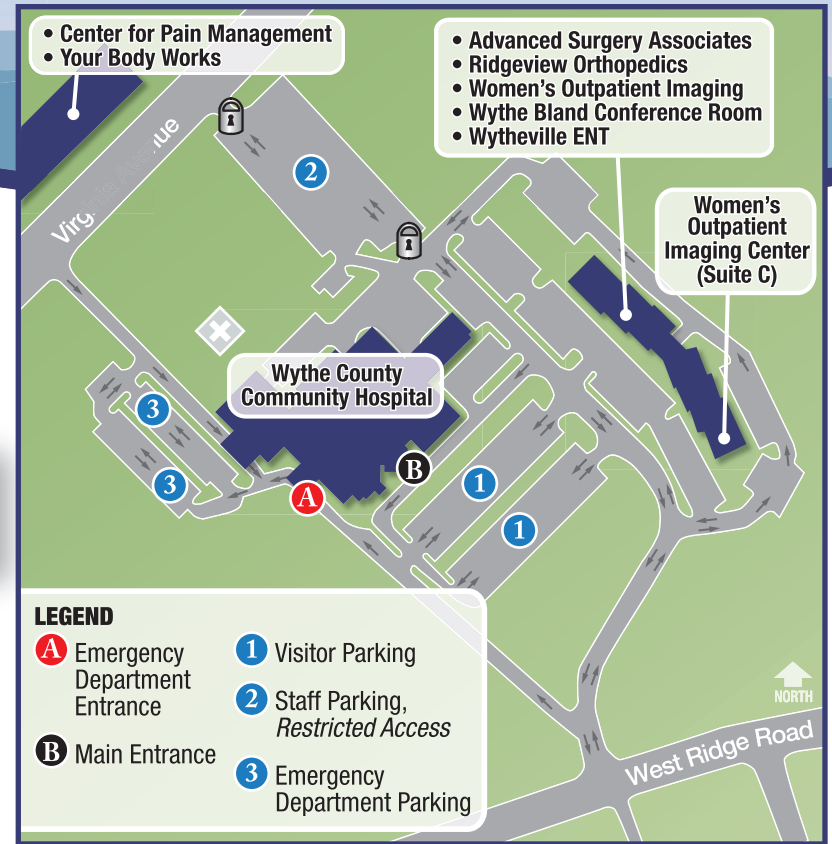 • Center for Pain Management
• Your Body Works
• Advanced Surgery Associates
• Ridgeview Orthopedics
• Women's Outpatient Imaging
• Wythe Bland Conference Room
• Wytheville ENT
Women's
Outpatient
Imaging Center
(Suite C)
Virginia Avenue
2
Wythe County
Community Hospital
3
3
A
B
1
1
LEGEND
A Emergency
Department
Entrance
B Main Entrance
1 Visitor Parking
2 Staff Parking,
Restricted Access
3 Emergency
Department Parking
NORTH
West Ridge Road